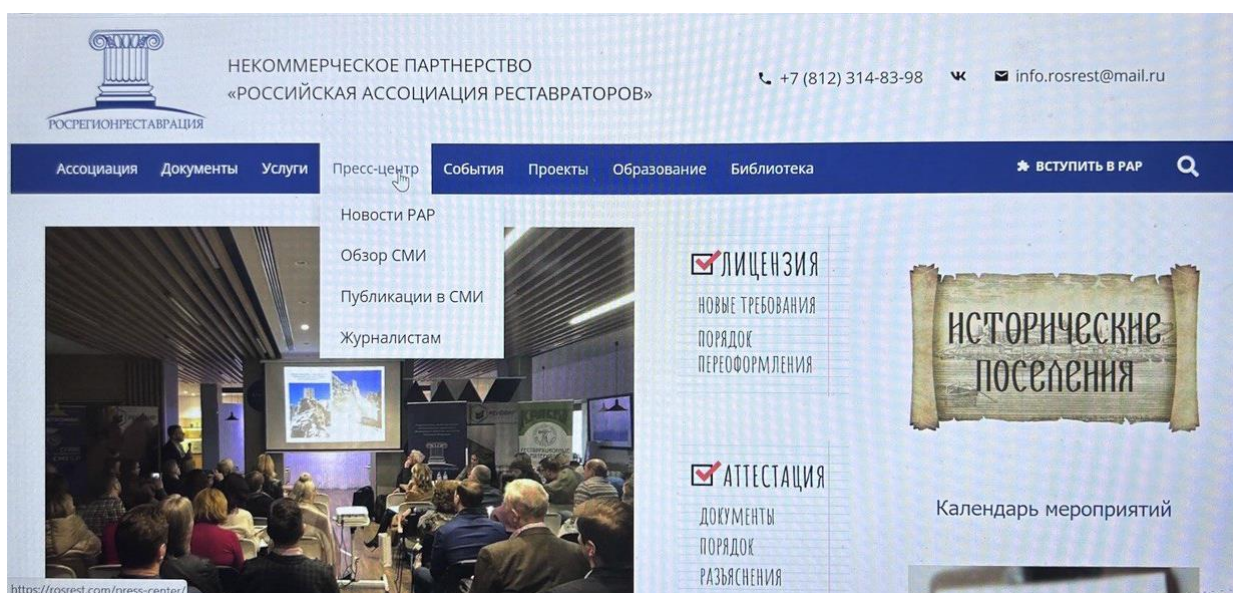 РОСРЕГИОНРЕСТАВРАЦИЯ
НЕКОММЕРЧЕСКОЕ ПАРТНЕРСТВО
«РОССИЙСКАЯ АССОЦИАЦИЯ РЕСТАВРАТОРОВ»
+7 (812) 314-83-98
info.rosrest@mail.ru
Ассоциация Документы Услуги Пресс-центр События Проекты Образование Библиотека ВСТУПИТЬ В РАР
Новости РАР
Обзор СМИ
Публикации в СМИ
Журналистам
ЛИЦЕНЗИЯ
НОВЫЕ ТРЕБОВАНИЯ
ПОРЯДОК
ПЕРЕОФОРМЛЕНИЯ
АТТЕСТАЦИЯ
ДОКУМЕНТЫ
ПОРЯДОК
РАЗЪЯСНЕНИЯ
ИСТОРИЧЕСКИЕ
ПОСЕЛЕНИЯ
Календарь мероприятий
https://rosrest.com/press-center/